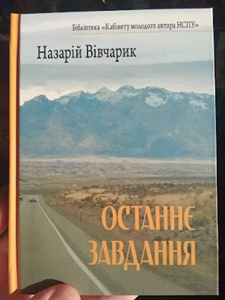 Бібліотека «Кабінету молодого автора НСПУ»
Назарій Вівчарик
ОСТАННЄ
ЗАВДАННЯ